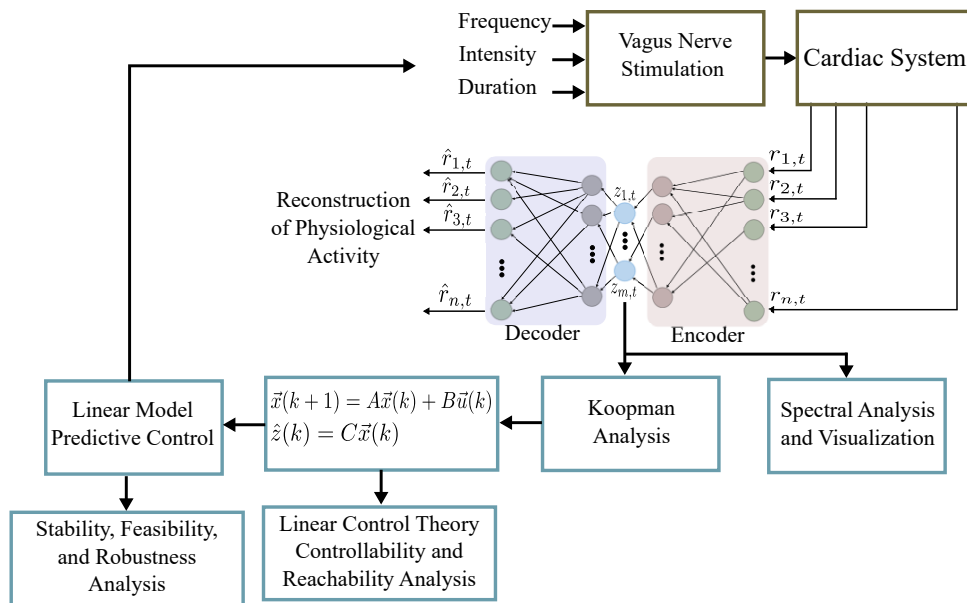 Frequency
Intensity
Duration
Vagus Nerve
Stimulation
Cardiac System
r̂₁,ₜ
r̂₂,ₜ
r̂₃,ₜ
r̂ₙ,ₜ
Reconstruction
of Physiological
Activity
z₁,ₜ
zₘ,ₜ
r₁,ₜ
r₂,ₜ
r₃,ₜ
rₙ,ₜ
Decoder
Encoder
Linear Model
Predictive Control
x⃗(k + 1) = Ax⃗(k) + Bu⃗(k)
ẑ(k) = Cx⃗(k)
Koopman
Analysis
Spectral Analysis
and Visualization
Stability, Feasibility,
and Robustness
Analysis
Linear Control Theory
Controllability and
Reachability Analysis